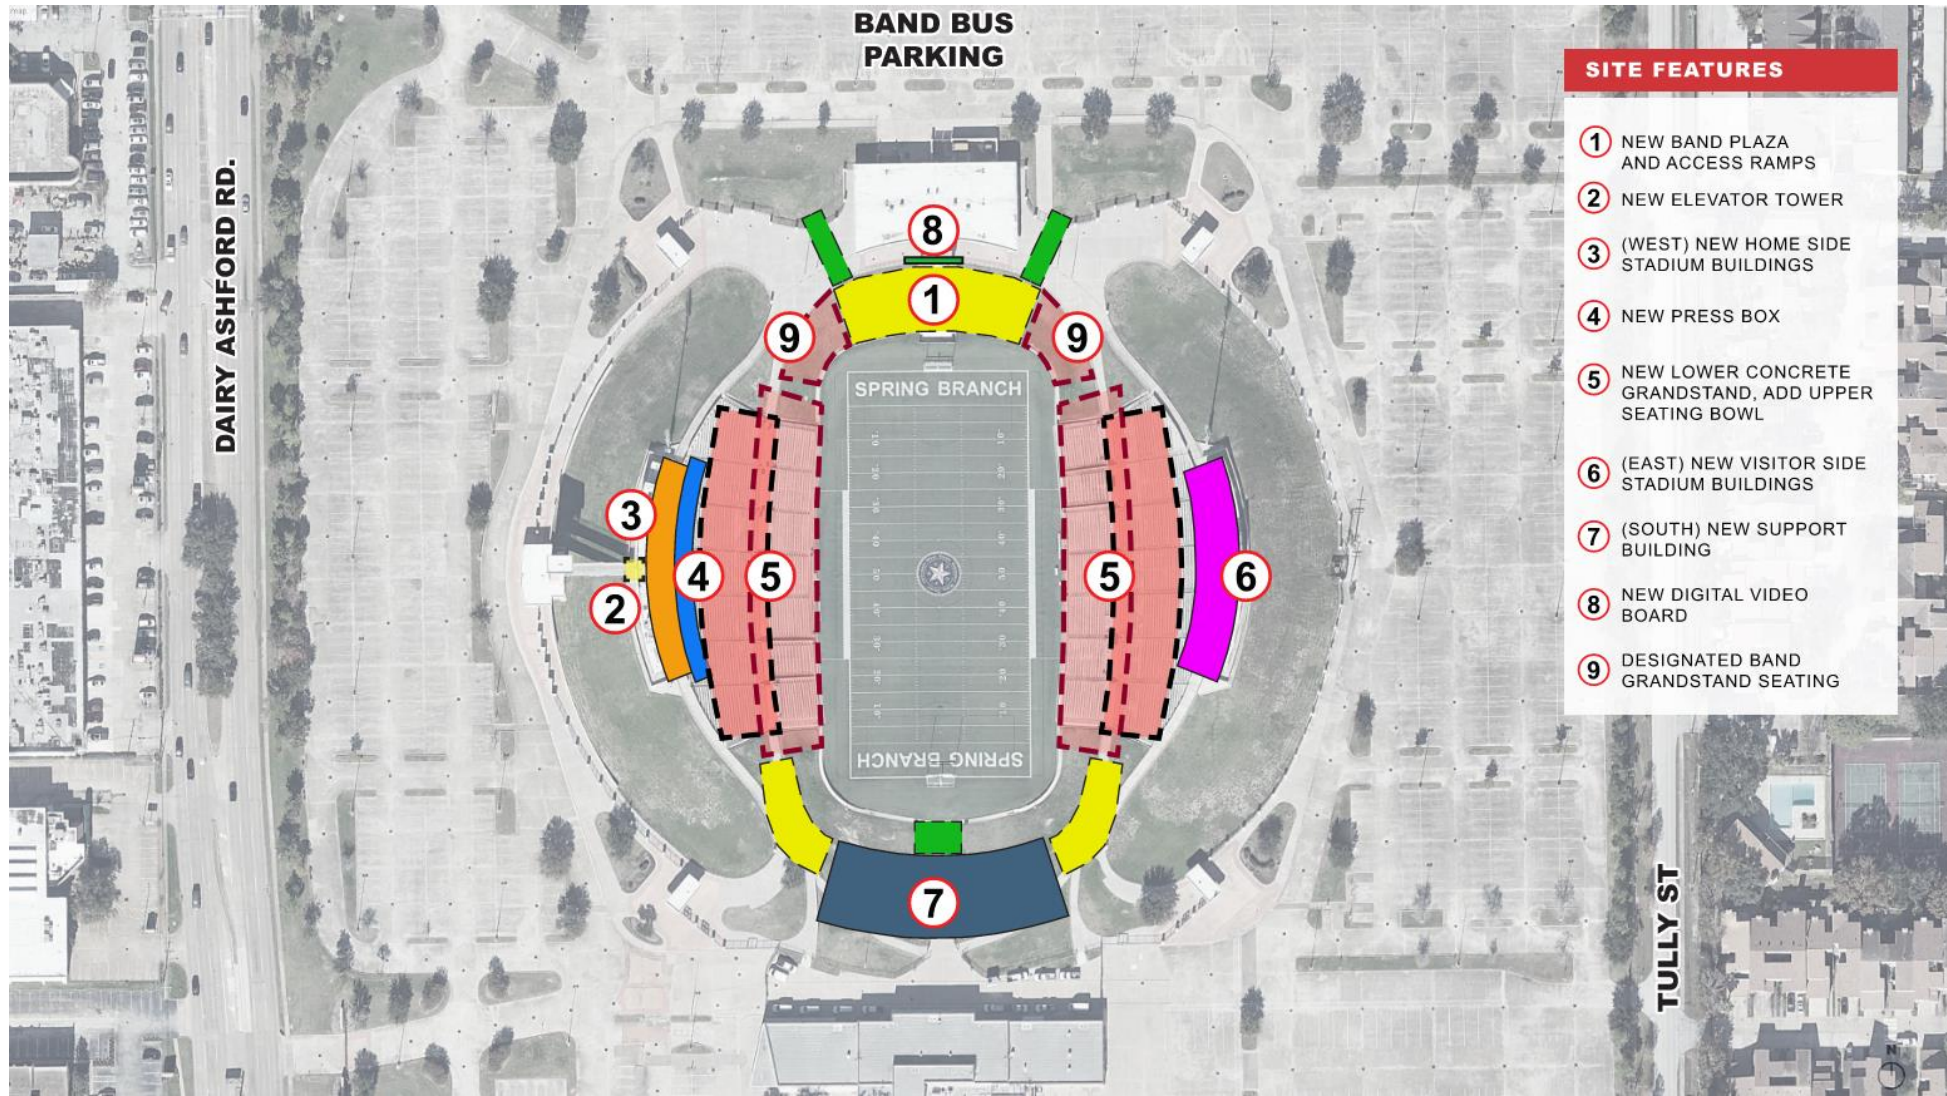 BAND BUS
PARKING
DAIRY ASHFORD RD.
SITE FEATURES
1 NEW BAND PLAZA
AND ACCESS RAMPS
2 NEW ELEVATOR TOWER
3 (WEST) NEW HOME SIDE
STADIUM BUILDINGS
4 NEW PRESS BOX
5 NEW LOWER CONCRETE
GRANDSTAND, ADD UPPER
SEATING BOWL
6 (EAST) NEW VISITOR SIDE
STADIUM BUILDINGS
7 (SOUTH) NEW SUPPORT
BUILDING
8 NEW DIGITAL VIDEO
BOARD
9 DESIGNATED BAND
GRANDSTAND SEATING
8
1
9
9
SPRING BRANCH
3
4
5
5
6
2
SPRING BRANCH
7
TULLY ST
N